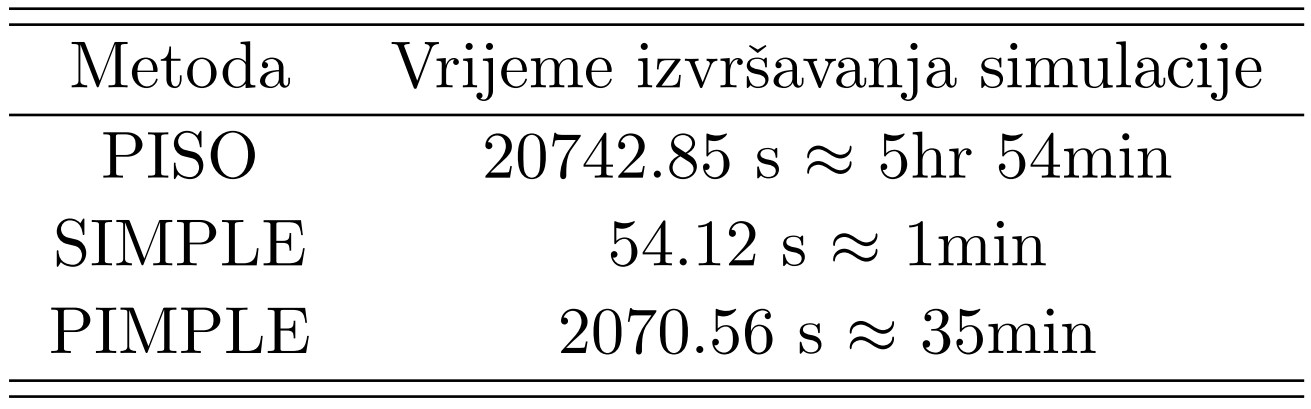 Metoda Vrijeme izvršavanja simulacije
PISO 20742.85 s ≈ 5hr 54min
SIMPLE 54.12 s ≈ 1min
PIMPLE 2070.56 s ≈ 35min